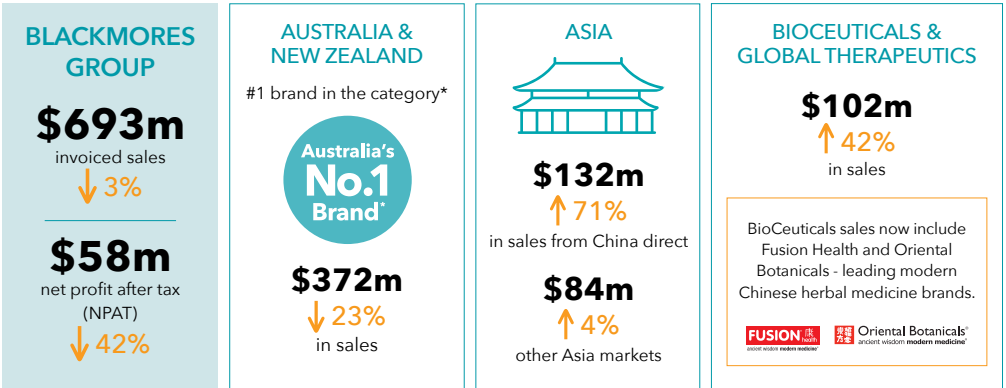 BLACKMORES
GROUP
$693m
invoiced sales
↓ 3%
$58m
net profit after tax
(NPAT)
↓ 42%
AUSTRALIA &
NEW ZEALAND
#1 brand in the category*
Australia's
No.1
Brand*
$372m
↓ 23%
in sales
ASIA
$132m
↑ 71%
in sales from China direct
$84m
↑ 4%
other Asia markets
BIOCEUTICALS &
GLOBAL THERAPEUTICS
$102m
↑ 42%
in sales
BioCeuticals sales now include
Fusion Health and Oriental
Botanicals - leading modern
Chinese herbal medicine brands.
FUSION 康
health
ancient wisdom modern medicine®
Oriental Botanicals®
ancient wisdom modern medicine®